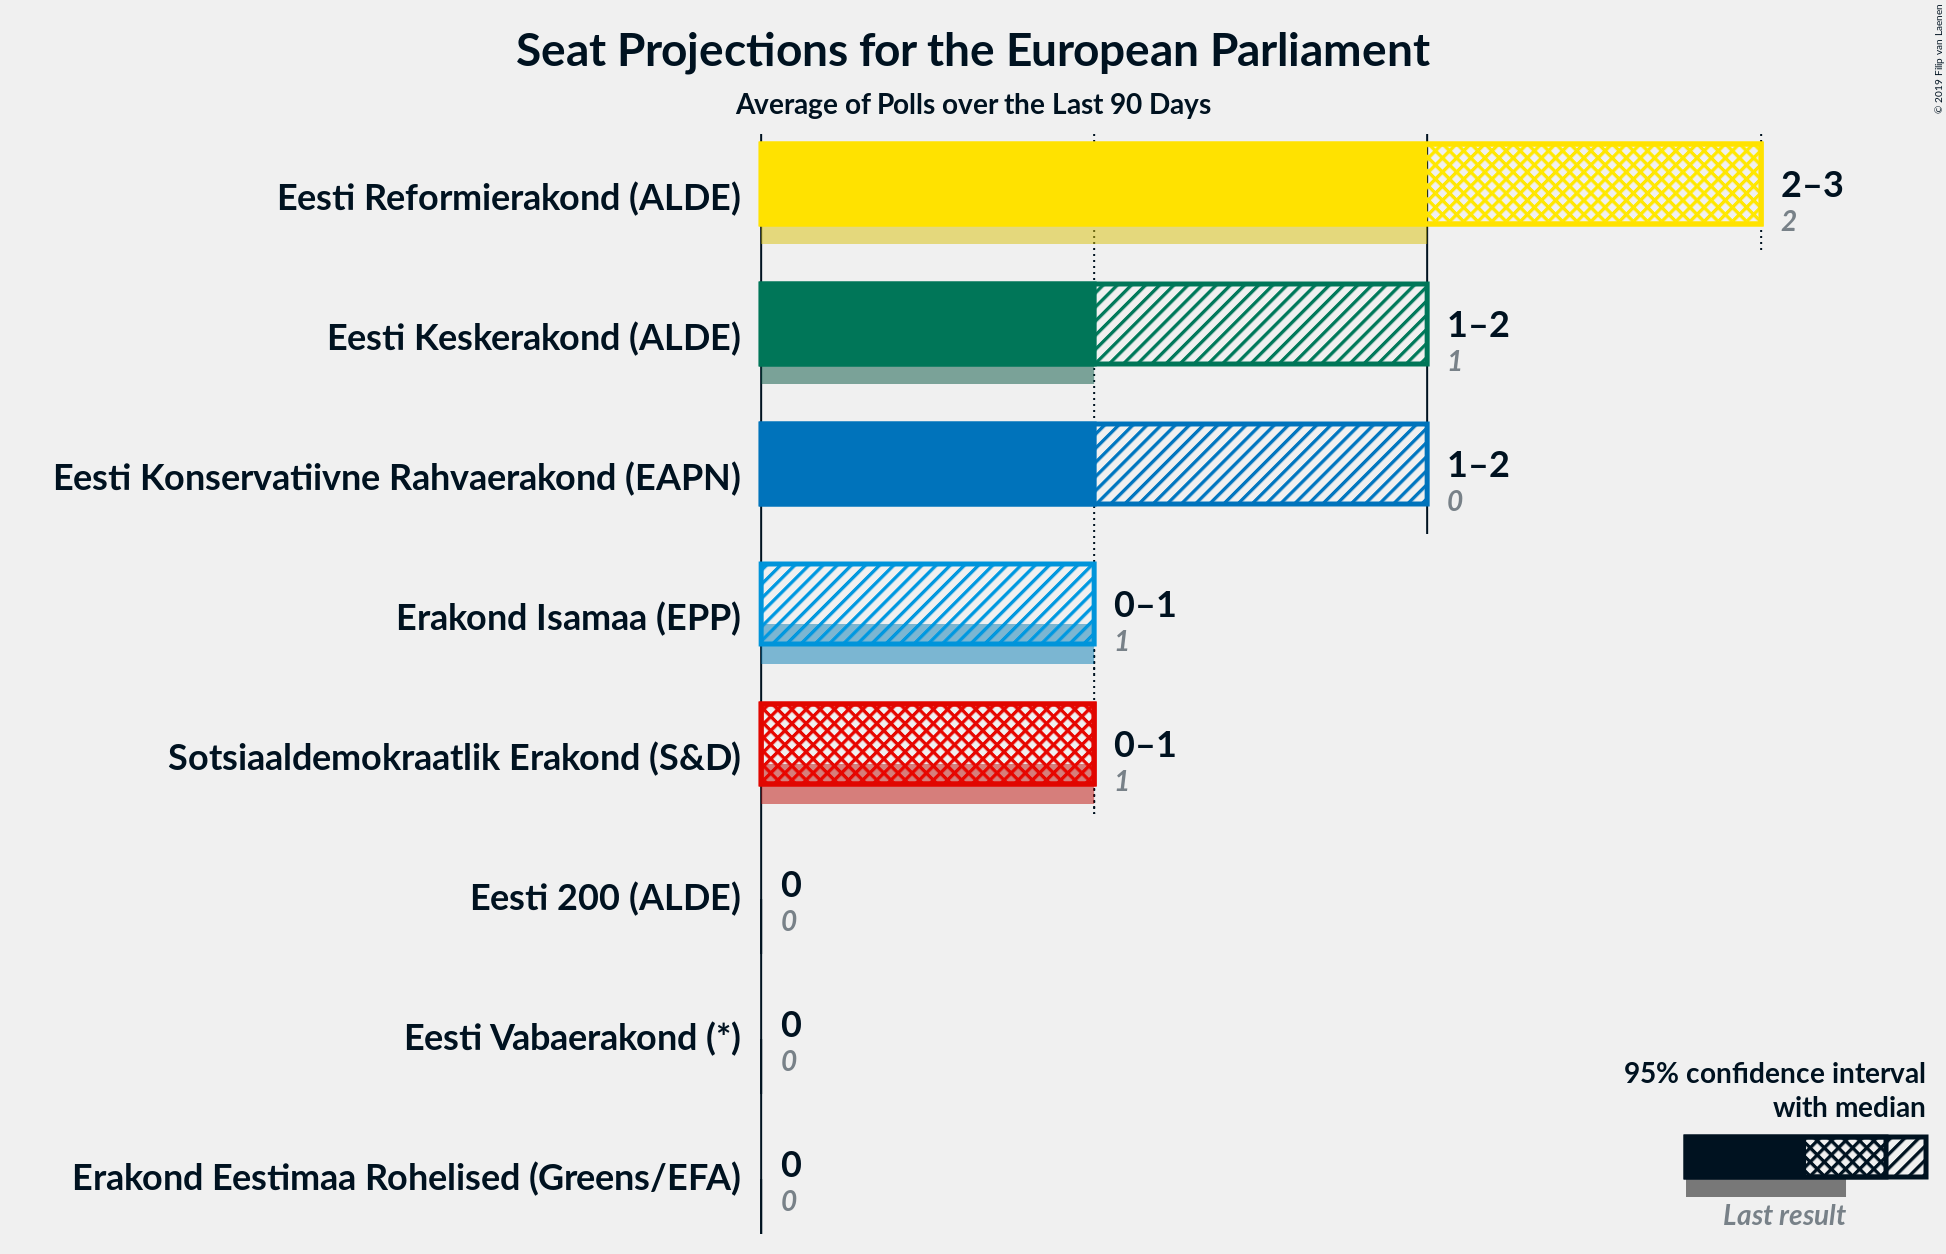 Seat Projections for the European Parliament
Average of Polls over the Last 90 Days
© 2019 Filip van Laenen
Eesti Reformierakond (ALDE)
2–3
2
Eesti Keskerakond (ALDE)
1–2
1
Eesti Konservatiivne Rahvaerakond (EAPN)
1–2
0
Erakond Isamaa (EPP)
0–1
1
Sotsiaaldemokraatlik Erakond (S&D)
0–1
1
Eesti 200 (ALDE)
0
0
Eesti Vabaerakond (*)
0
0
Erakond Eestimaa Rohelised (Greens/EFA)
0
0
95% confidence interval
with median
Last result